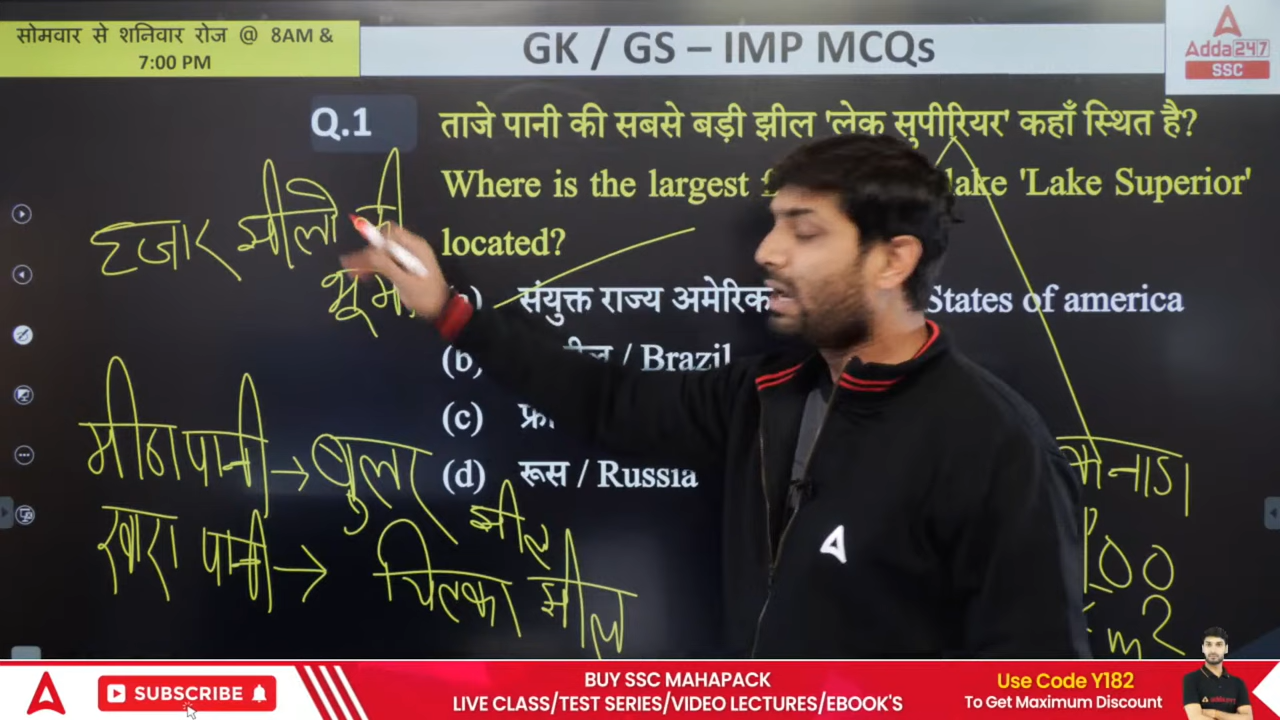 सोमवार से शनिवार रोज @ 8AM &
7:00 PM
GK / GS – IMP MCQs
Adda247
SSC
Q.1
ताजे पानी की सबसे बड़ी झील 'लेक सुपीरियर' कहाँ स्थित है?
Where is the largest lake 'Lake Superior'
located?
संयुक्त राज्य States of america
(b) / Brazil
(c)
(d) रूस / Russia
हजार झीलो की
मीठा पानी → वुलर
झील
खारा पानी → चिल्का झील
SUBSCRIBE
BUY SSC MAHAPACK
LIVE CLASS/TEST SERIES/VIDEO LECTURES/EBOOK'S
Use Code Y182
To Get Maximum Discount